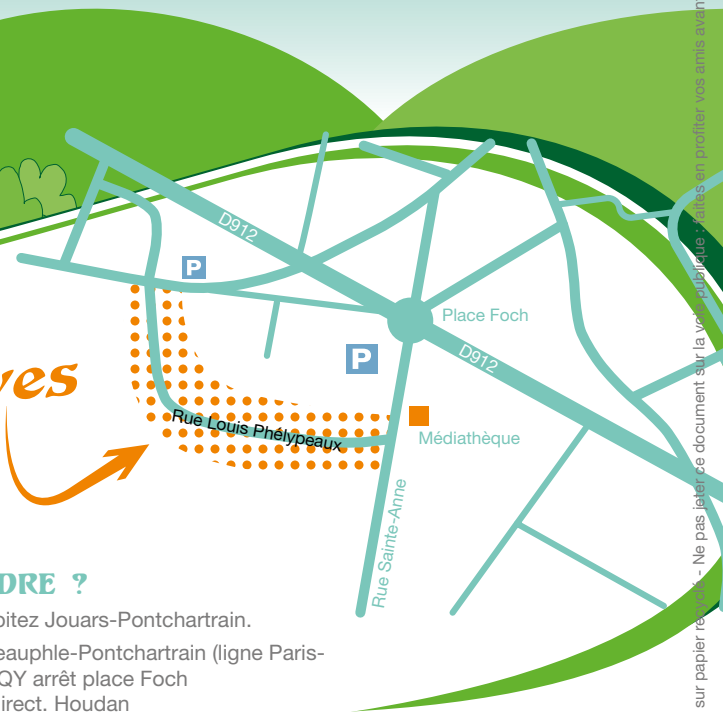 D912
P
Place Foch
P
D912
ves
Rue Louis Phélypeaux
Médiathèque
Rue Sainte-Anne
DRE ?
bitez Jouars-Pontchartrain.
eauphle-Pontchartrain (ligne Paris-
QY arrêt place Foch
irect. Houdan
sur papier recyclé - Ne pas jeter ce document sur la voie publique : faites en profiter vos amis avant